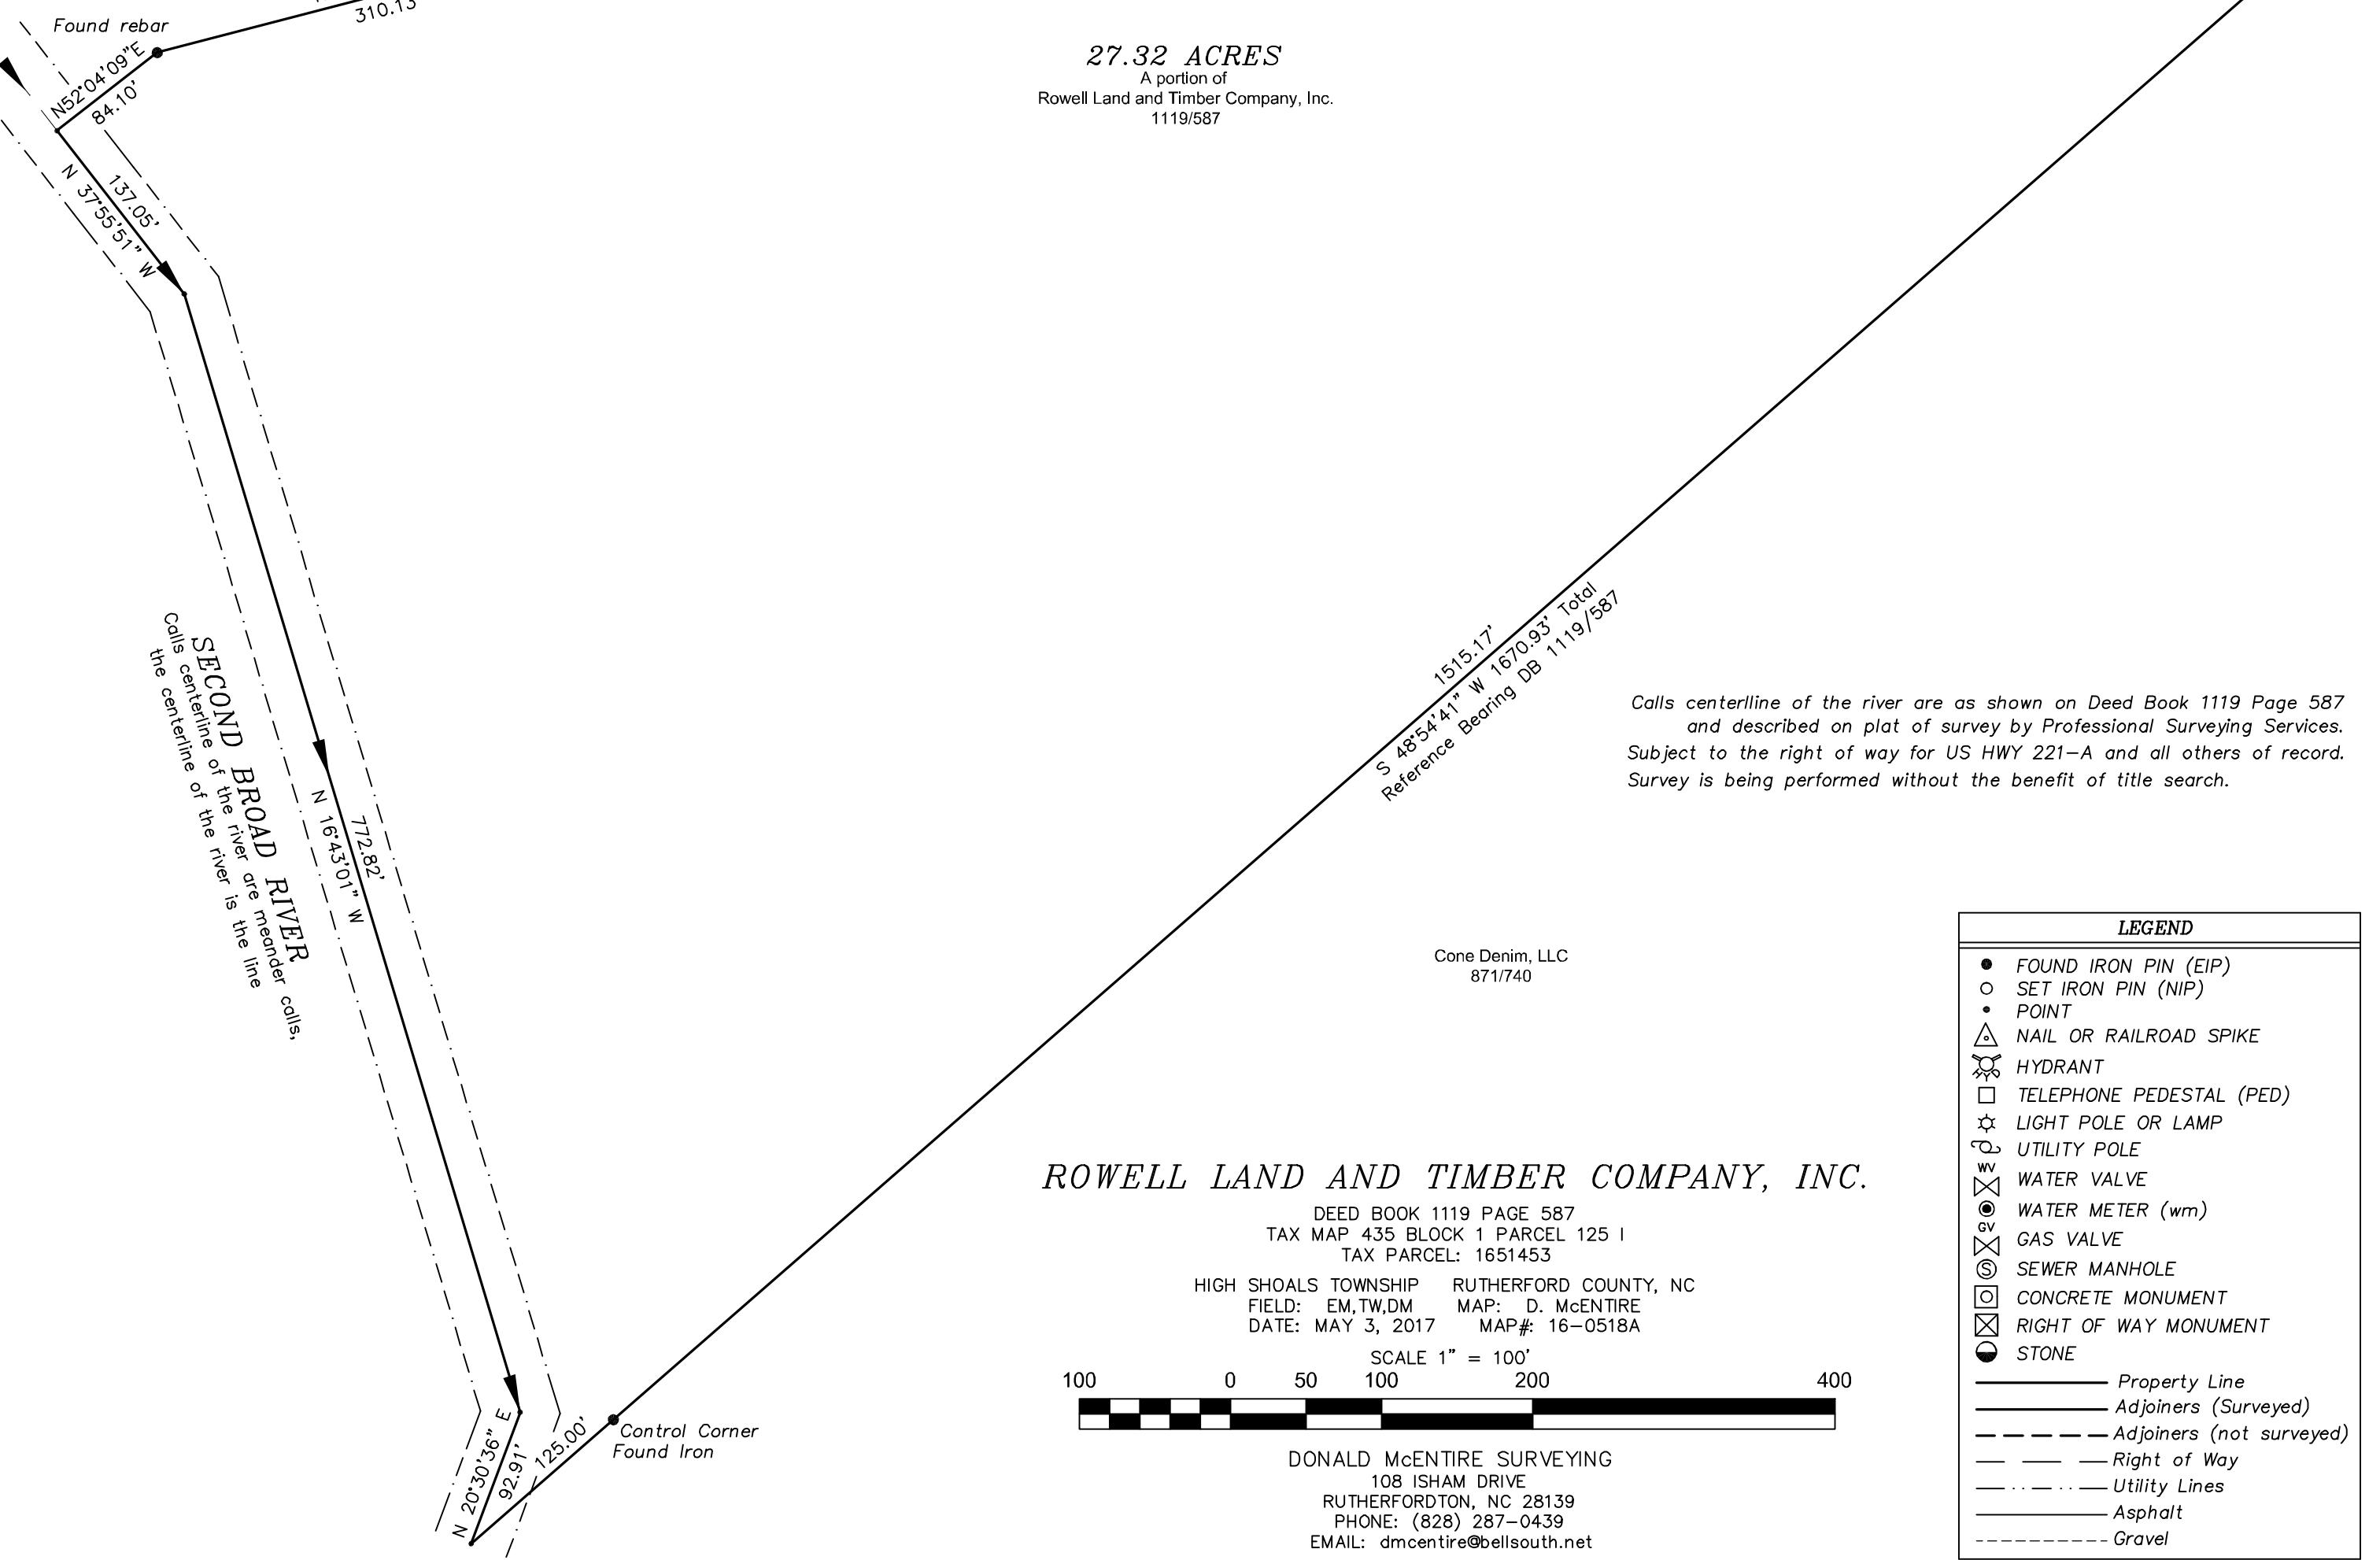 Found rebar
310.13'
N52°04'09"E
84.10'
137.05'
N 37°55'51" W
27.32 ACRES
A portion of
Rowell Land and Timber Company, Inc.
1119/587
SECOND BROAD RIVER
Calls centerline of the river are meander calls,
the centerline of the river is the line
772.82'
N 16°43'01" W
1515.17'
S 48°54'41" W 1670.93' Total
Reference Bearing DB 1119/587
Calls centerlline of the river are as shown on Deed Book 1119 Page 587
and described on plat of survey by Professional Surveying Services.
Subject to the right of way for US HWY 221-A and all others of record.
Survey is being performed without the benefit of title search.
Cone Denim, LLC
871/740
N 20°30'36" E
92.91'
125.00'
Control Corner
Found Iron
ROWELL LAND AND TIMBER COMPANY, INC.
DEED BOOK 1119 PAGE 587
TAX MAP 435 BLOCK 1 PARCEL 125 I
TAX PARCEL: 1651453
HIGH SHOALS TOWNSHIP RUTHERFORD COUNTY, NC
FIELD: EM,TW,DM MAP: D. McENTIRE
DATE: MAY 3, 2017 MAP#: 16-0518A
SCALE 1" = 100'
100 0 50 100 200 400
DONALD McENTIRE SURVEYING
108 ISHAM DRIVE
RUTHERFORDTON, NC 28139
PHONE: (828) 287-0439
EMAIL: dmcentire@bellsouth.net
LEGEND
FOUND IRON PIN (EIP)
SET IRON PIN (NIP)
POINT
NAIL OR RAILROAD SPIKE
HYDRANT
TELEPHONE PEDESTAL (PED)
LIGHT POLE OR LAMP
UTILITY POLE
WV WATER VALVE
WATER METER (wm)
GV GAS VALVE
S SEWER MANHOLE
CONCRETE MONUMENT
RIGHT OF WAY MONUMENT
STONE
Property Line
Adjoiners (Surveyed)
Adjoiners (not surveyed)
Right of Way
Utility Lines
Asphalt
Gravel